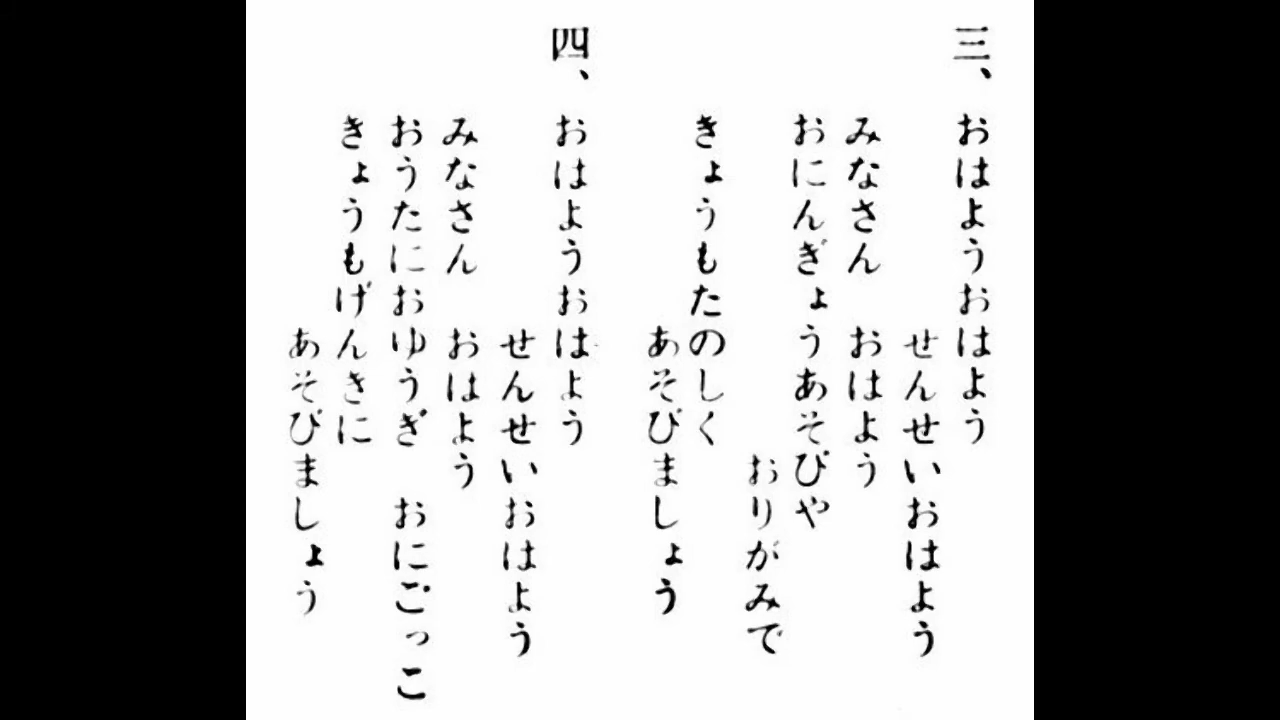 三、おはようおはよう
せんせいおはよう
みなさん　おはよう
おにんぎょうあそびや
おりがみで
きょうもたのしく
あそびましょう
四、おはようおはよう
せんせいおはよう
みなさん　おはよう
おうたにおゆうぎ　おにごっこ
きょうもげんきに
あそびましょう